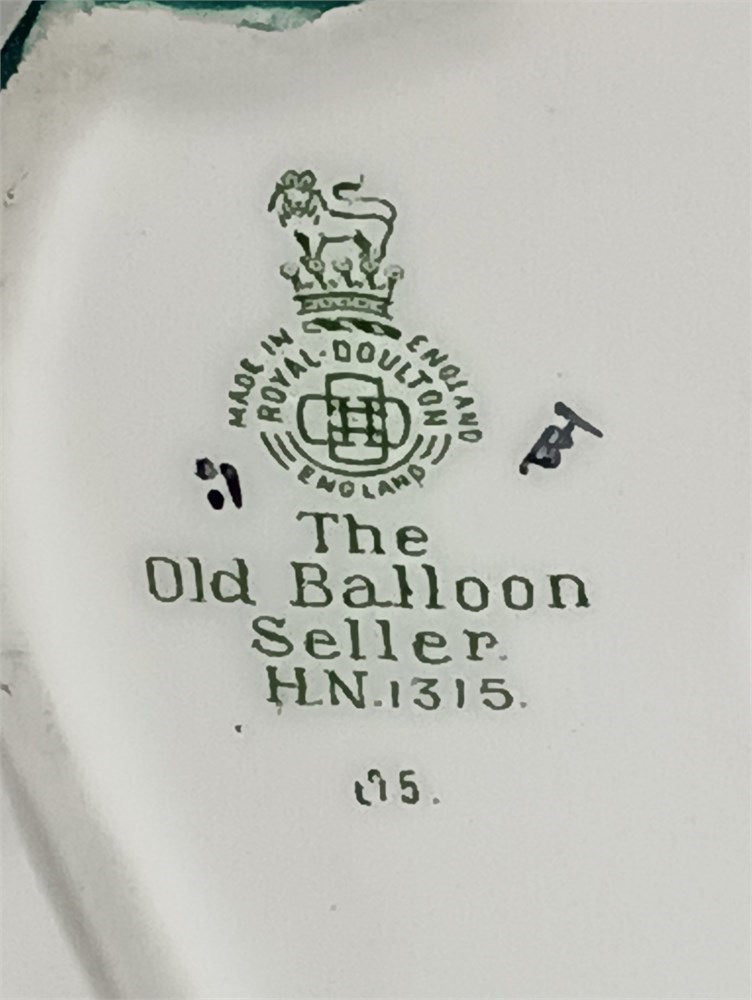 MADE IN ENGLAND
ROYAL·DOULTON
ENGLAND
The
Old Balloon
Seller.
H.N.1315.